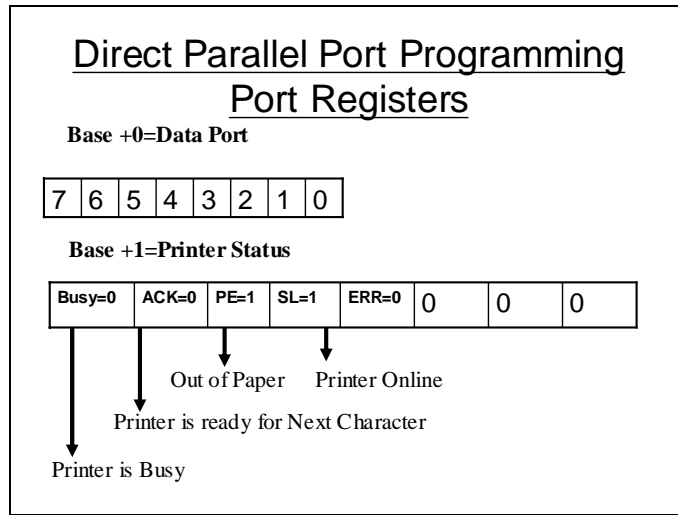 Direct Parallel Port Programming
Port Registers
Base +0=Data Port
7 6 5 4 3 2 1 0
Base +1=Printer Status
Busy=0 ACK=0 PE=1 SL=1 ERR=0 0 0 0
Out of Paper Printer Online
Printer is ready for Next Character
Printer is Busy